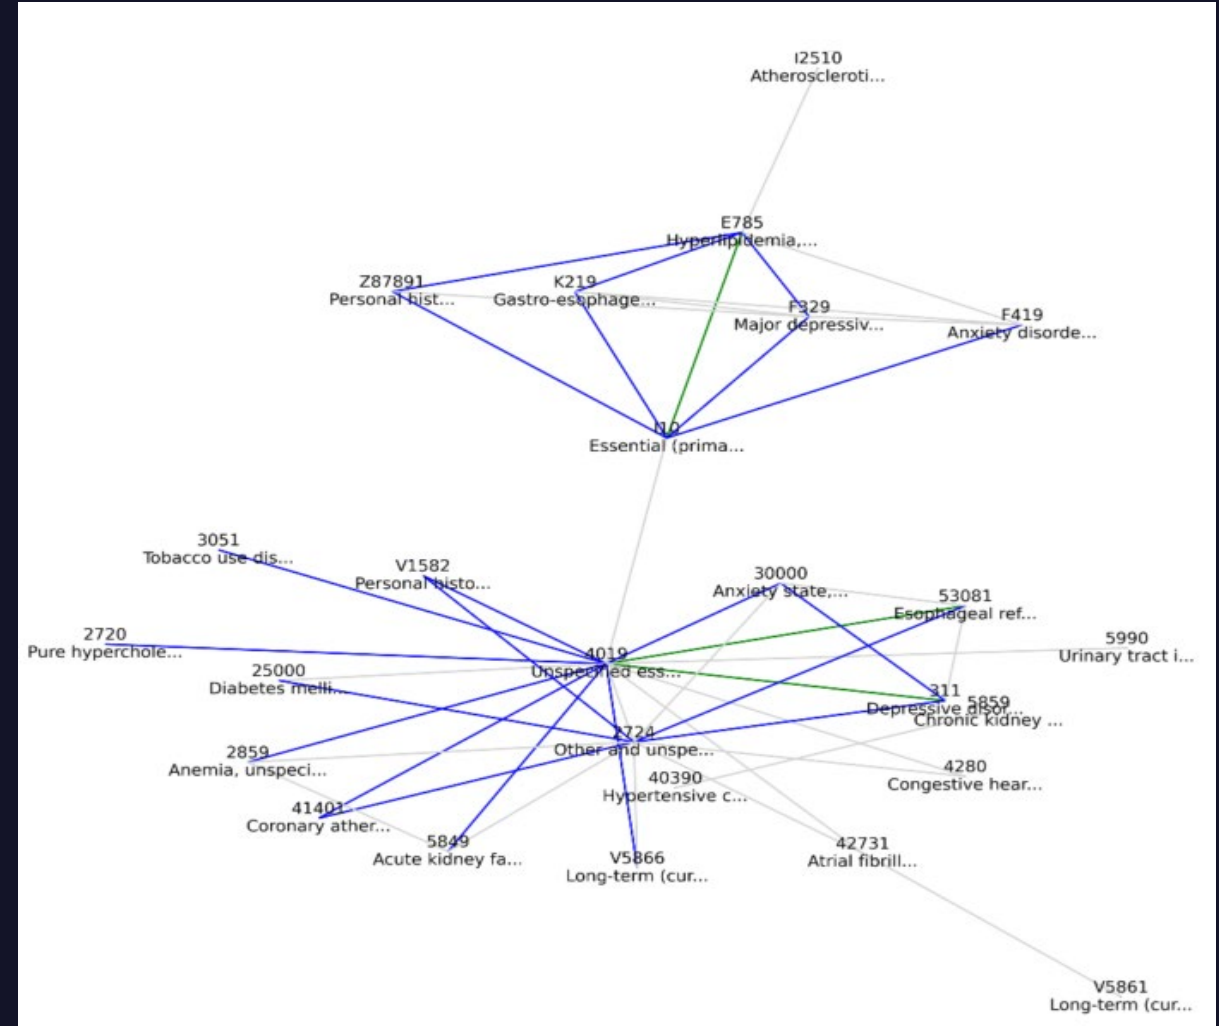 I2510
Atheroscleroti...
E785
Hyperlipidemia,...
Z87891
Personal hist...
K219
Gastro-esophage...
F329
Major depressiv...
F419
Anxiety disorde...
I10
Essential (prima...
3051
Tobacco use dis...
V1582
Personal histo...
30000
Anxiety state,...
53081
Esophageal ref...
2720
Pure hyperchole...
4019
Unspecified ess...
5990
Urinary tract i...
25000
Diabetes melli...
311
Depressive disor...
5859
Chronic kidney ...
2724
Other and unspe...
2859
Anemia, unspeci...
40390
Hypertensive c...
4280
Congestive hear...
41401
Coronary ather...
5849
Acute kidney fa...
V5866
Long-term (cur...
42731
Atrial fibrill...
V5861
Long-term (cur...